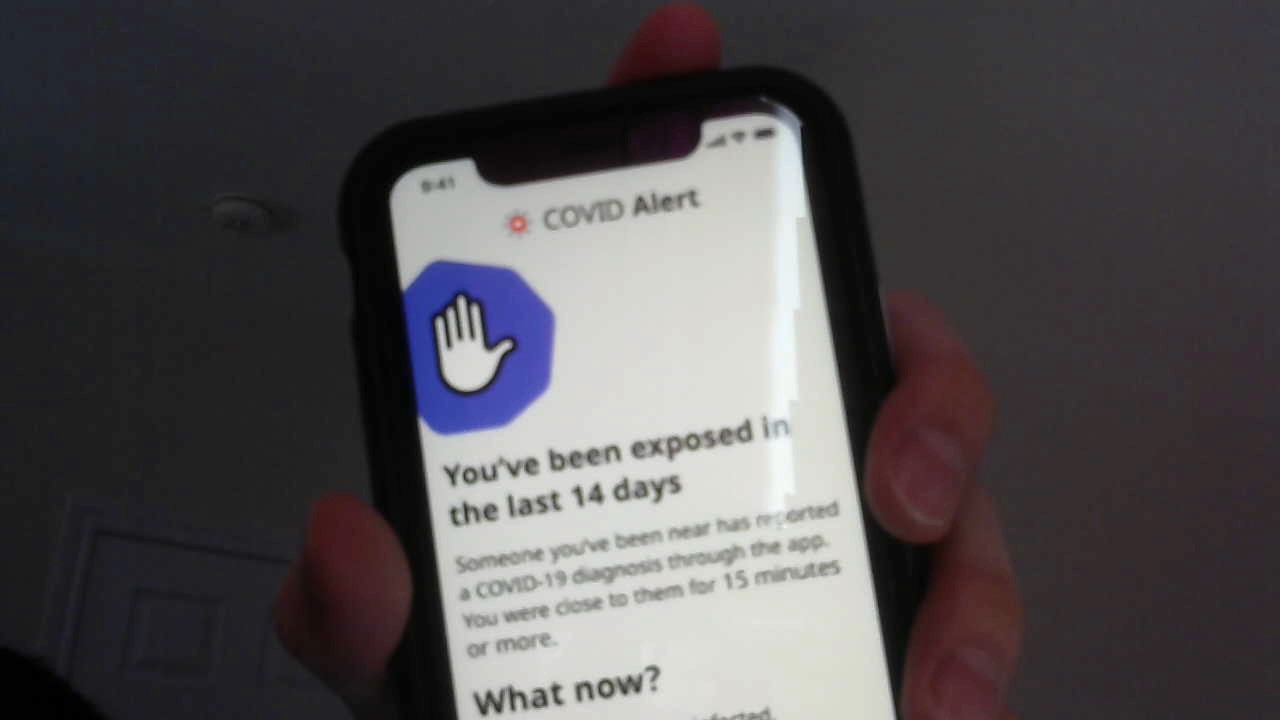 9:41
COVID Alert
You've been exposed in
the last 14 days
Someone you've been near has reported
a COVID-19 diagnosis through the app.
You were close to them for 15 minutes
or more.
What now?
infected.